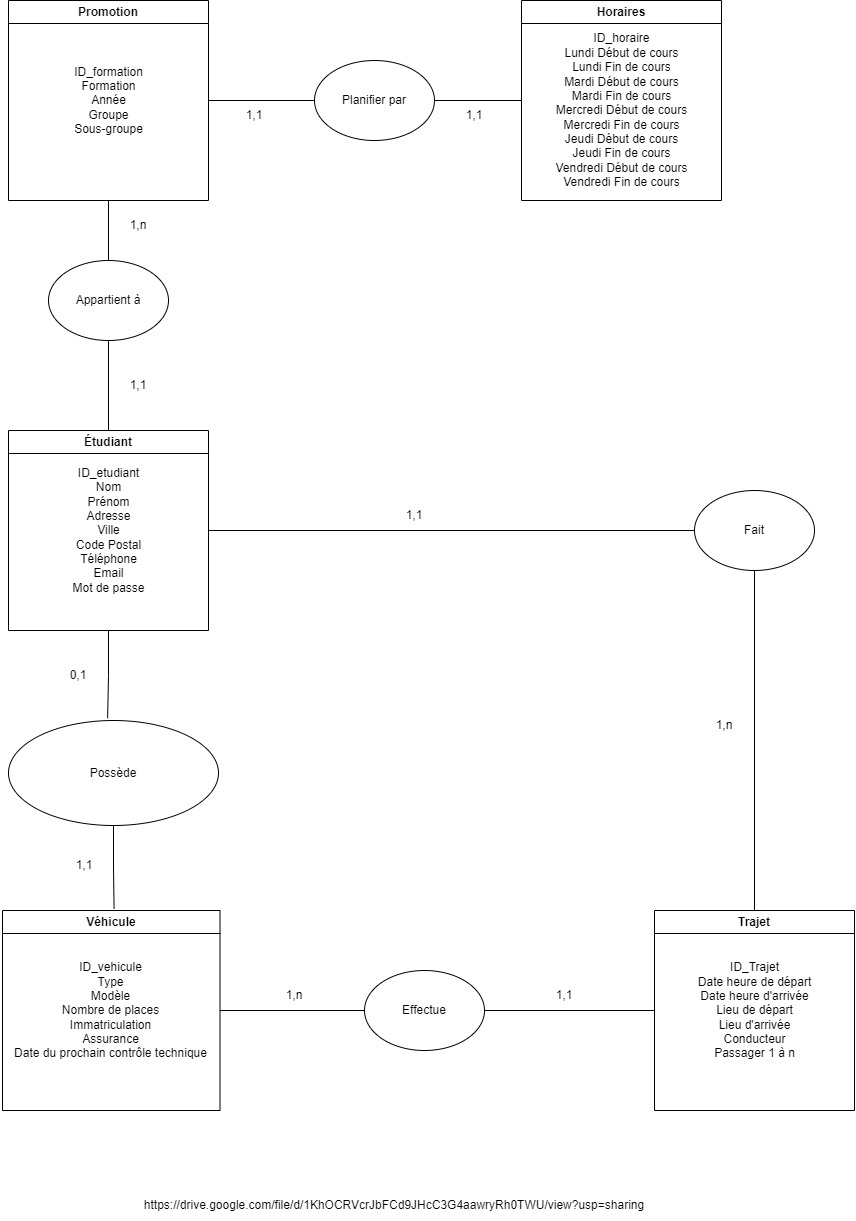 Promotion
ID_formation
Formation
Année
Groupe
Sous-groupe
1,1
Planifier par
1,1
Horaires
ID_horaire
Lundi Début de cours
Lundi Fin de cours
Mardi Début de cours
Mardi Fin de cours
Mercredi Début de cours
Mercredi Fin de cours
Jeudi Début de cours
Jeudi Fin de cours
Vendredi Début de cours
Vendredi Fin de cours
1,n
Appartient à
1,1
Étudiant
ID_etudiant
Nom
Prénom
Adresse
Ville
Code Postal
Téléphone
Email
Mot de passe
1,1
Fait
0,1
1,n
Possède
1,1
Véhicule
ID_vehicule
Type
Modèle
Nombre de places
Immatriculation
Assurance
Date du prochain contrôle technique
1,n
Effectue
1,1
Trajet
ID_Trajet
Date heure de départ
Date heure d'arrivée
Lieu de départ
Lieu d'arrivée
Conducteur
Passager 1 à n
https://drive.google.com/file/d/1KhOCRVcrJbFCd9JHcC3G4aawryRh0TWU/view?usp=sharing